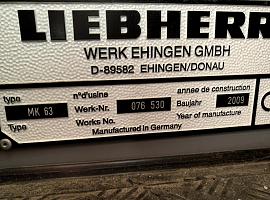 LIEBHERR
WERK EHINGEN GMBH
D-89582 EHINGEN/DONAU
type n°d'usine année de construction
MK 63 Werk-Nr. 076 530 Baujahr 2009
Type Works No. Year of manufacture
Manufactured in Germany